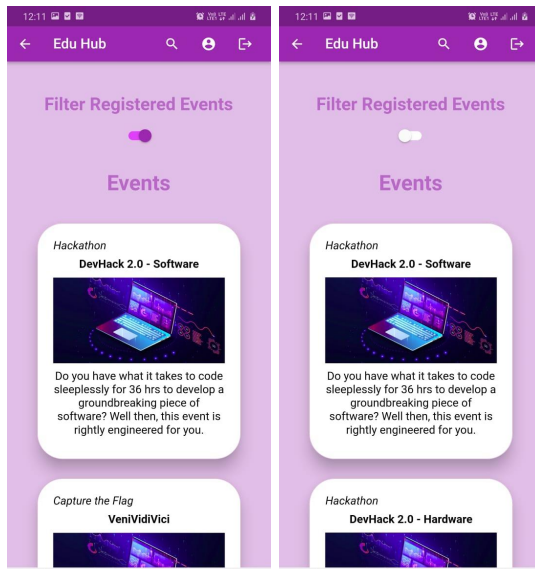 12:11
Edu Hub
Filter Registered Events
Events
Hackathon
DevHack 2.0 - Software
Do you have what it takes to code
sleeplessly for 36 hrs to develop a
groundbreaking piece of
software? Well then, this event is
rightly engineered for you.
Capture the Flag
VeniVidiVici
12:11
Edu Hub
Filter Registered Events
Events
Hackathon
DevHack 2.0 - Software
Do you have what it takes to code
sleeplessly for 36 hrs to develop a
groundbreaking piece of
software? Well then, this event is
rightly engineered for you.
Hackathon
DevHack 2.0 - Hardware